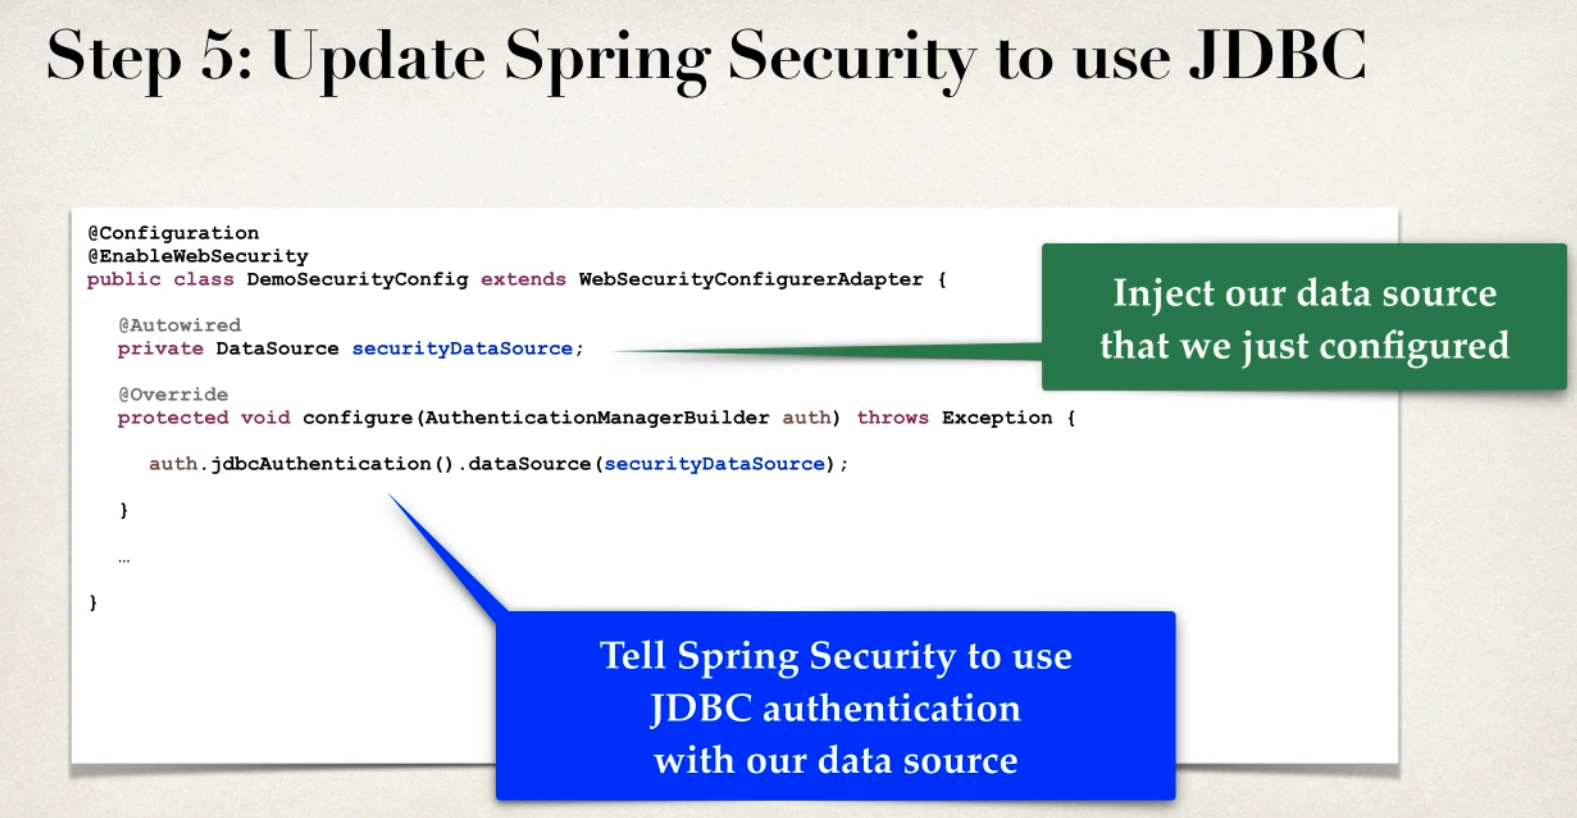 Step 5: Update Spring Security to use JDBC
@Configuration
@EnableWebSecurity
public class DemoSecurityConfig extends WebSecurityConfigurerAdapter {
@Autowired
private DataSource securityDataSource;
@Override
protected void configure(AuthenticationManagerBuilder auth) throws Exception {
auth.jdbcAuthentication().dataSource(securityDataSource);
}
…
}
Inject our data source
that we just configured
Tell Spring Security to use
JDBC authentication
with our data source